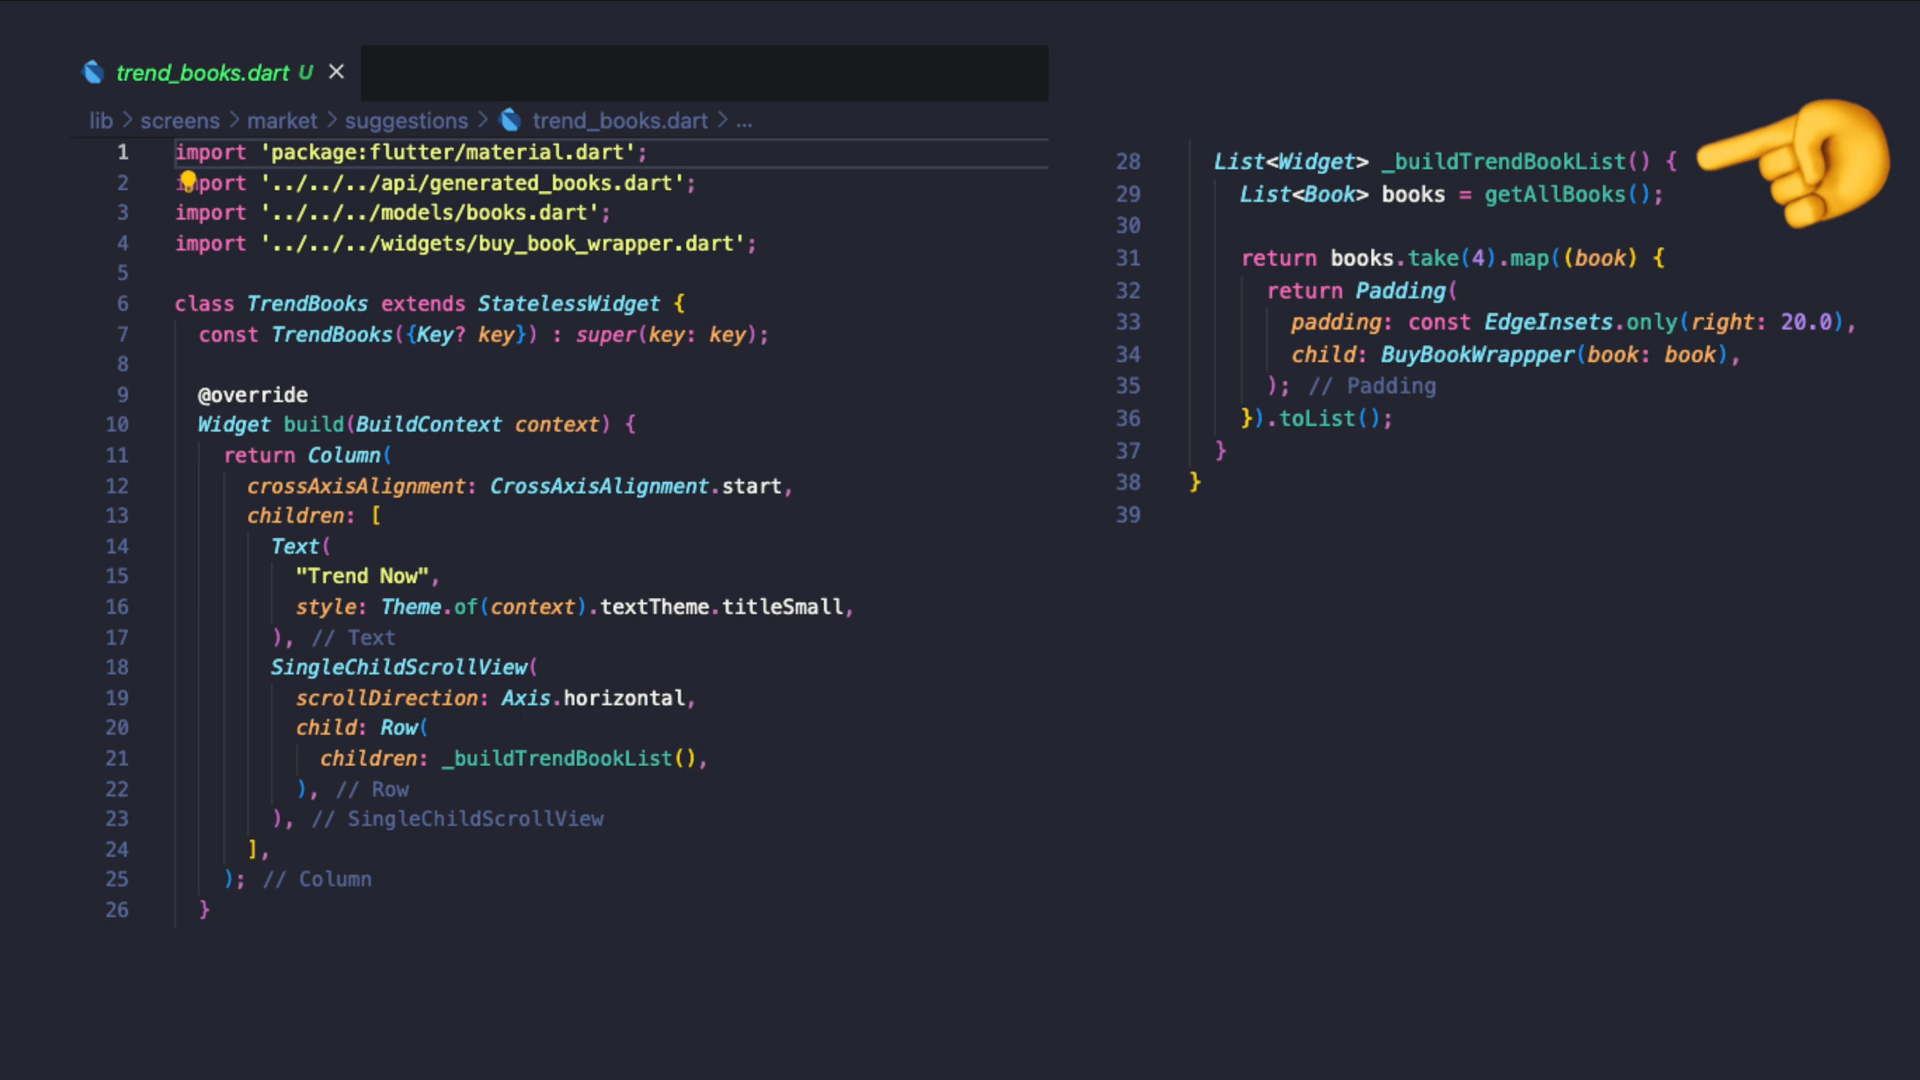 trend_books.dart U ×
lib > screens > market > suggestions > trend_books.dart > ...
1 import 'package:flutter/material.dart';
2 import '../../../api/generated_books.dart';
3 import '../../../models/books.dart';
4 import '../../../widgets/buy_book_wrapper.dart';
5
6 class TrendBooks extends StatelessWidget {
7 const TrendBooks({Key? key}) : super(key: key);
8
9 @override
10 Widget build(BuildContext context) {
11 return Column(
12 crossAxisAlignment: CrossAxisAlignment.start,
13 children: [
14 Text(
15 "Trend Now",
16 style: Theme.of(context).textTheme.titleSmall,
17 ), // Text
18 SingleChildScrollView(
19 scrollDirection: Axis.horizontal,
20 child: Row(
21 children: _buildTrendBookList(),
22 ), // Row
23 ), // SingleChildScrollView
24 ],
25 ); // Column
26 }
28 List<Widget> _buildTrendBookList() {
29 List<Book> books = getAllBooks();
30
31 return books.take(4).map((book) {
32 return Padding(
33 padding: const EdgeInsets.only(right: 20.0),
34 child: BuyBookWrappper(book: book),
35 ); // Padding
36 }).toList();
37 }
38 }
39